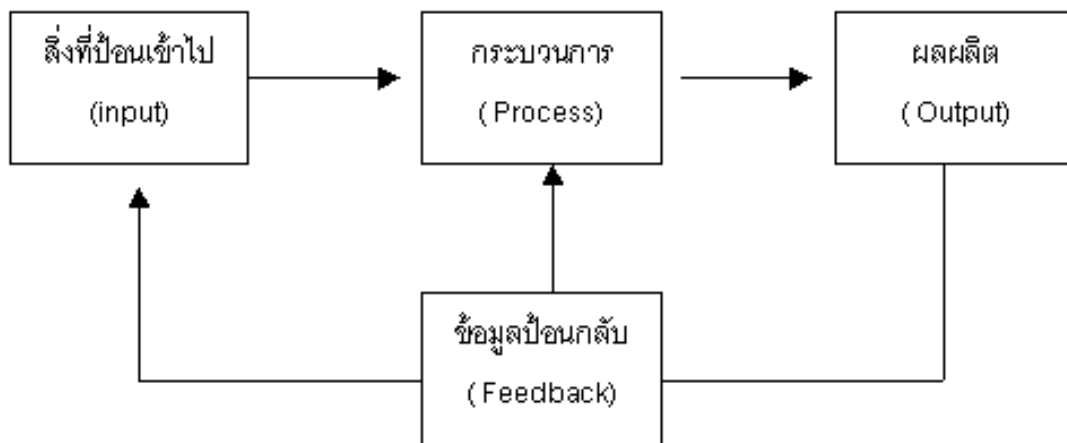 สิ่งที่ป้อนเข้าไป
(input)
กระบวนการ
( Process)
ผลผลิต
( Output)
ข้อมูลป้อนกลับ
( Feedback)